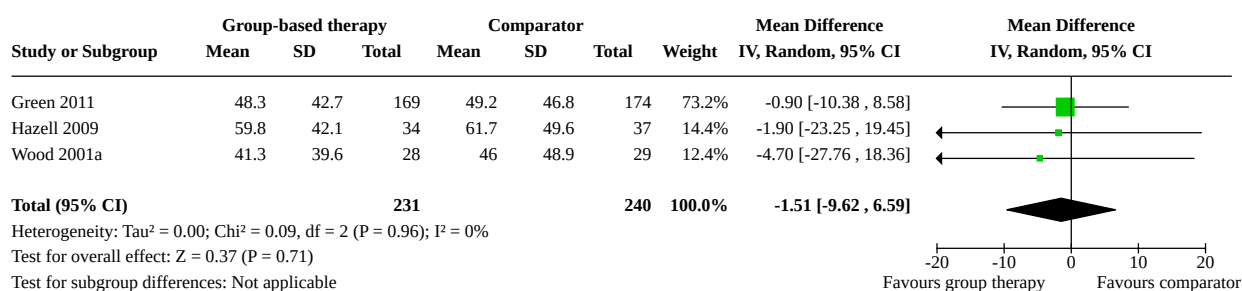 Group-based therapy Comparator Mean Difference Mean Difference
Study or Subgroup Mean SD Total Mean SD Total Weight IV, Random, 95% CI IV, Random, 95% CI
Green 2011 48.3 42.7 169 49.2 46.8 174 73.2% -0.90 [-10.38 , 8.58]
Hazell 2009 59.8 42.1 34 61.7 49.6 37 14.4% -1.90 [-23.25 , 19.45]
Wood 2001a 41.3 39.6 28 46 48.9 29 12.4% -4.70 [-27.76 , 18.36]
Total (95% CI) 231 240 100.0% -1.51 [-9.62 , 6.59]
Heterogeneity: Tau² = 0.00; Chi² = 0.09, df = 2 (P = 0.96); I² = 0%
Test for overall effect: Z = 0.37 (P = 0.71) -20 -10 0 10 20
Test for subgroup differences: Not applicable Favours group therapy Favours comparator